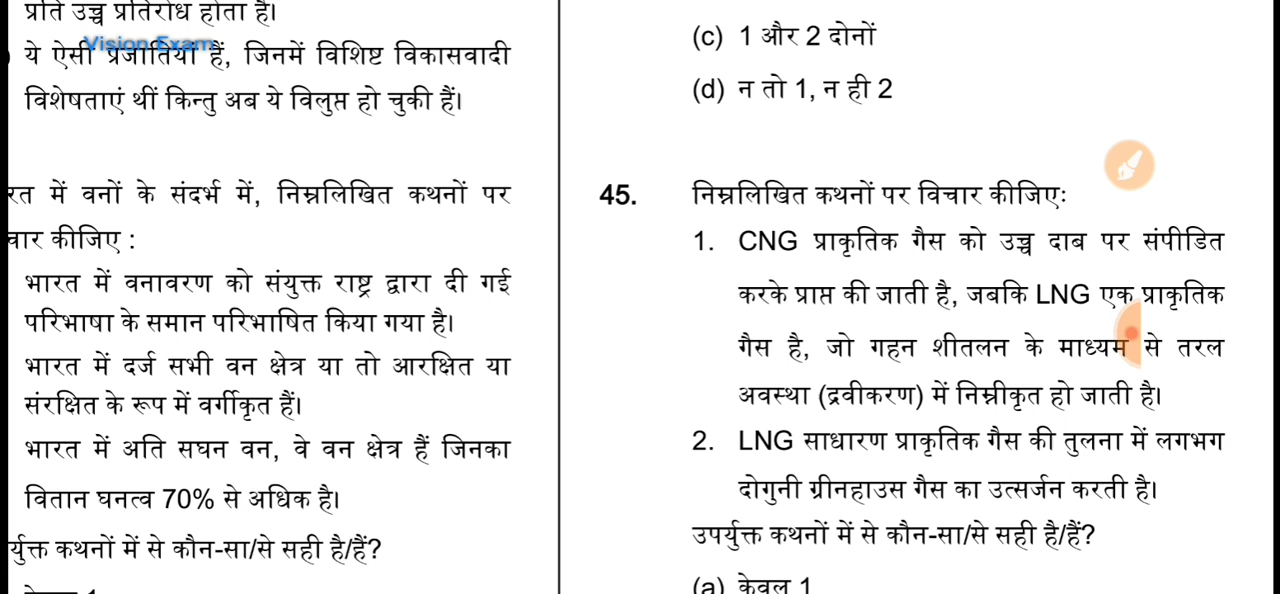 प्रति उच्च प्रतिरोध होता है।
Vision Exam
ये ऐसी प्रजातियां हैं, जिनमें विशिष्ट विकासवादी
विशेषताएं थीं किन्तु अब ये विलुप्त हो चुकी हैं।
रत में वनों के संदर्भ में, निम्नलिखित कथनों पर
चार कीजिए :
भारत में वनावरण को संयुक्त राष्ट्र द्वारा दी गई
परिभाषा के समान परिभाषित किया गया है।
भारत में दर्ज सभी वन क्षेत्र या तो आरक्षित या
संरक्षित के रूप में वर्गीकृत हैं।
भारत में अति सघन वन, वे वन क्षेत्र हैं जिनका
वितान घनत्व 70% से अधिक है।
र्युक्त कथनों में से कौन-सा/से सही है/हैं?
(c) 1 और 2 दोनों
(d) न तो 1, न ही 2
45. निम्नलिखित कथनों पर विचार कीजिएः
1. CNG प्राकृतिक गैस को उच्च दाब पर संपीडित
करके प्राप्त की जाती है, जबकि LNG एक प्राकृतिक
गैस है, जो गहन शीतलन के माध्यम से तरल
अवस्था (द्रवीकरण) में निम्नीकृत हो जाती है।
2. LNG साधारण प्राकृतिक गैस की तुलना में लगभग
दोगुनी ग्रीनहाउस गैस का उत्सर्जन करती है।
उपर्युक्त कथनों में से कौन-सा/से सही है/हैं?
(a) केवल 1